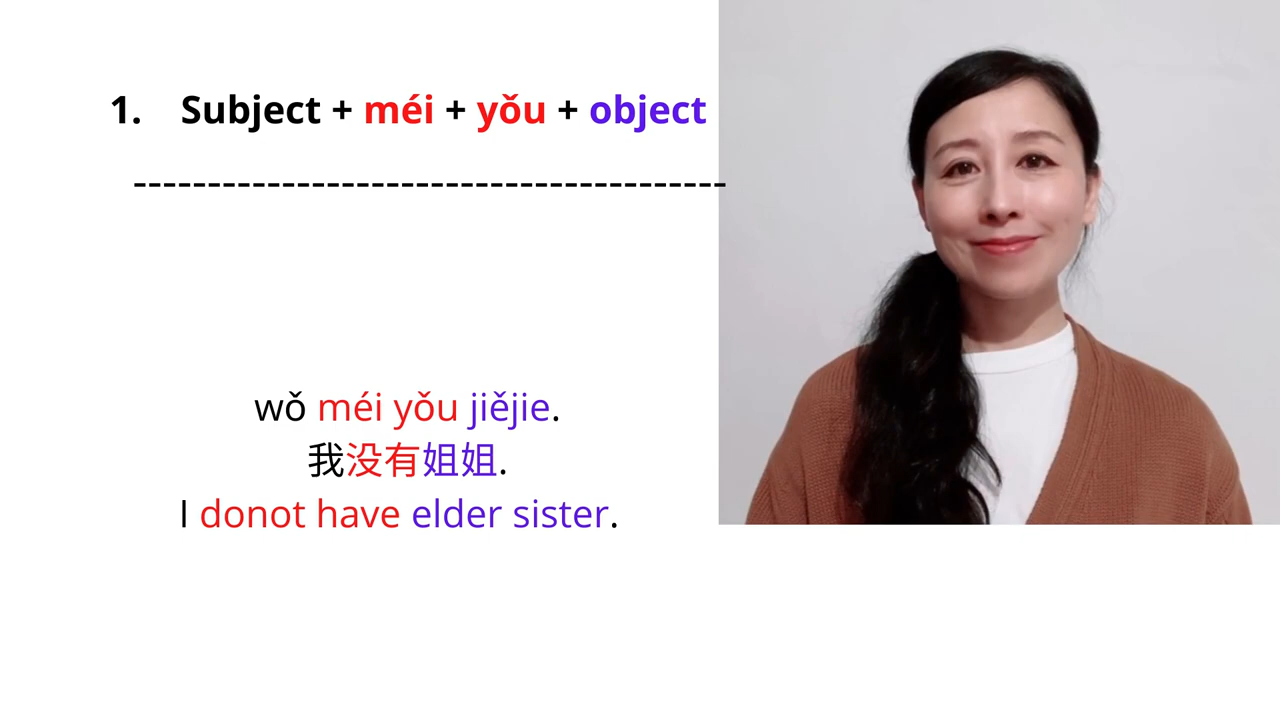 1. Subject + méi + yǒu + object
----------------------------------------
wǒ méi yǒu jiějie.
我没有姐姐.
I donot have elder sister.